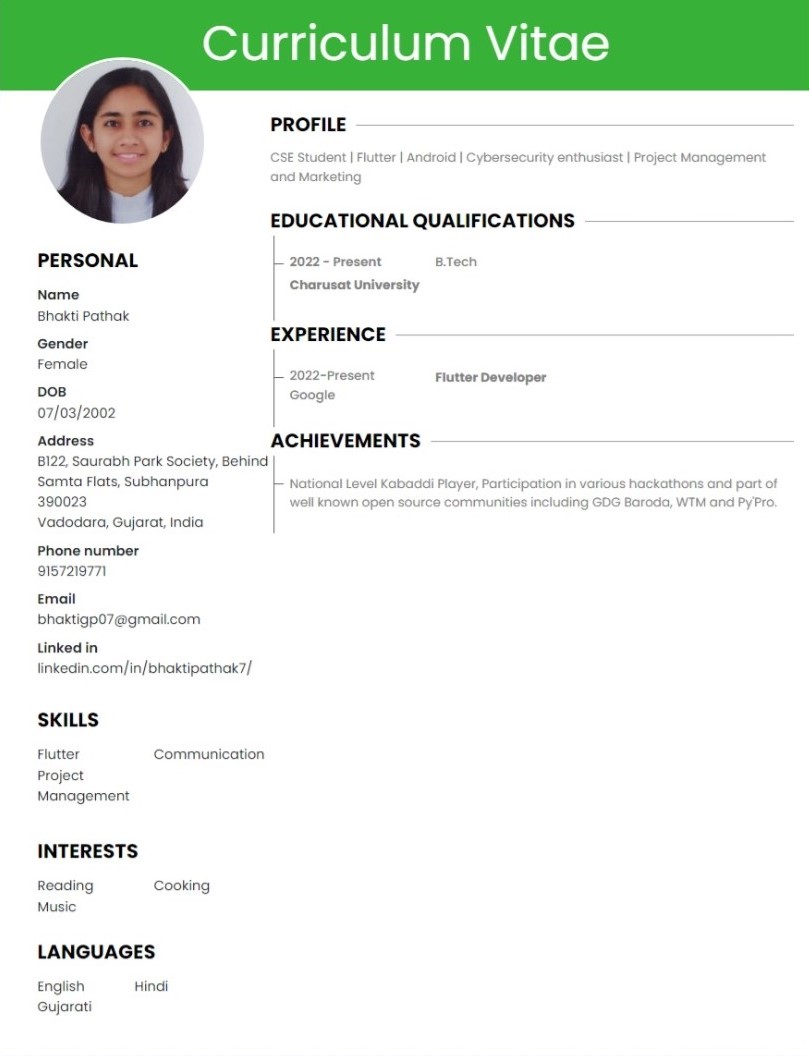 Curriculum Vitae
PERSONAL
Name
Bhakti Pathak
Gender
Female
DOB
07/03/2002
Address
B122, Saurabh Park Society, Behind
Samta Flats, Subhanpura
390023
Vadodara, Gujarat, India
Phone number
9157219771
Email
bhaktigp07@gmail.com
Linked in
linkedin.com/in/bhaktipathak7/
SKILLS
Flutter Communication
Project
Management
INTERESTS
Reading Cooking
Music
LANGUAGES
English Hindi
Gujarati
PROFILE
CSE Student | Flutter | Android | Cybersecurity enthusiast | Project Management
and Marketing
EDUCATIONAL QUALIFICATIONS
2022 - Present B.Tech
Charusat University
EXPERIENCE
2022-Present Flutter Developer
Google
ACHIEVEMENTS
National Level Kabaddi Player, Participation in various hackathons and part of
well known open source communities including GDG Baroda, WTM and Py'Pro.